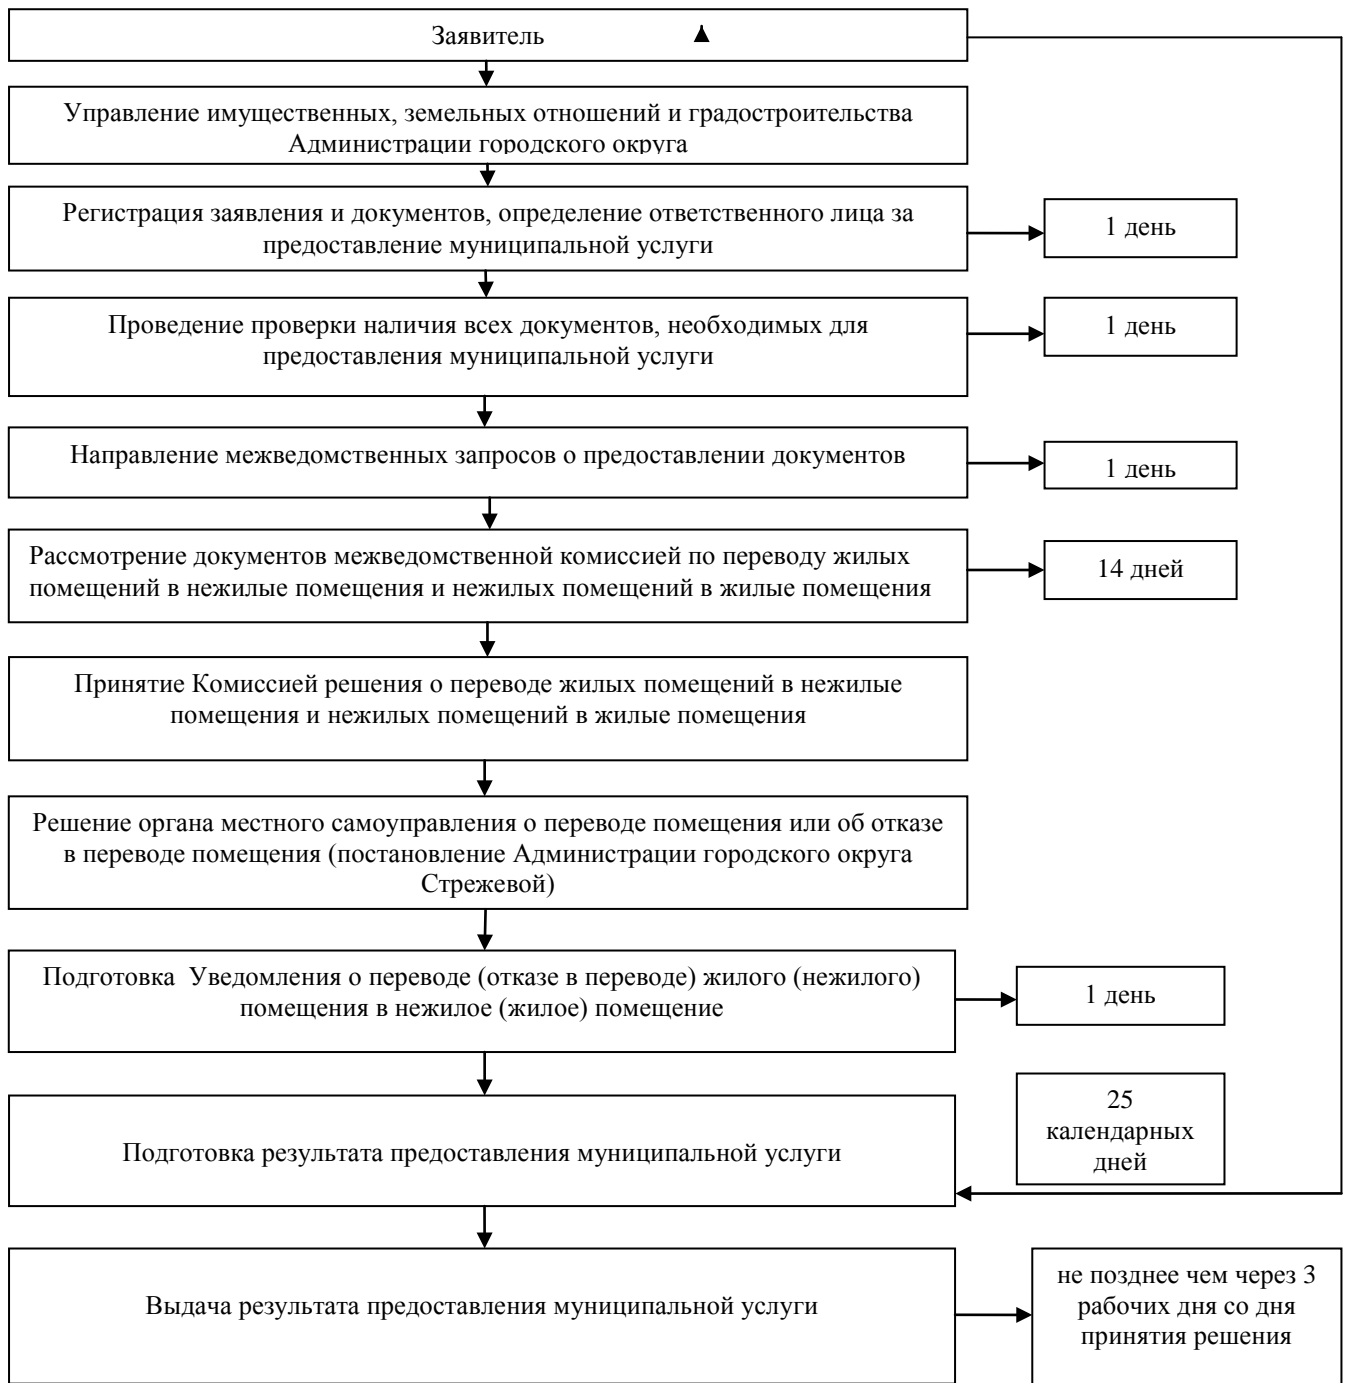 Заявитель
Управление имущественных, земельных отношений и градостроительства
Администрации городского округа
Регистрация заявления и документов, определение ответственного лица за
предоставление муниципальной услуги
1 день
Проведение проверки наличия всех документов, необходимых для
предоставления муниципальной услуги
1 день
Направление межведомственных запросов о предоставлении документов
1 день
Рассмотрение документов межведомственной комиссией по переводу жилых
помещений в нежилые помещения и нежилых помещений в жилые помещения
14 дней
Принятие Комиссией решения о переводе жилых помещений в нежилые
помещения и нежилых помещений в жилые помещения
Решение органа местного самоуправления о переводе помещения или об отказе
в переводе помещения (постановление Администрации городского округа
Стрежевой)
Подготовка Уведомления о переводе (отказе в переводе) жилого (нежилого)
помещения в нежилое (жилое) помещение
1 день
25
календарных
дней
Подготовка результата предоставления муниципальной услуги
Выдача результата предоставления муниципальной услуги
не позднее чем через 3
рабочих дня со дня
принятия решения